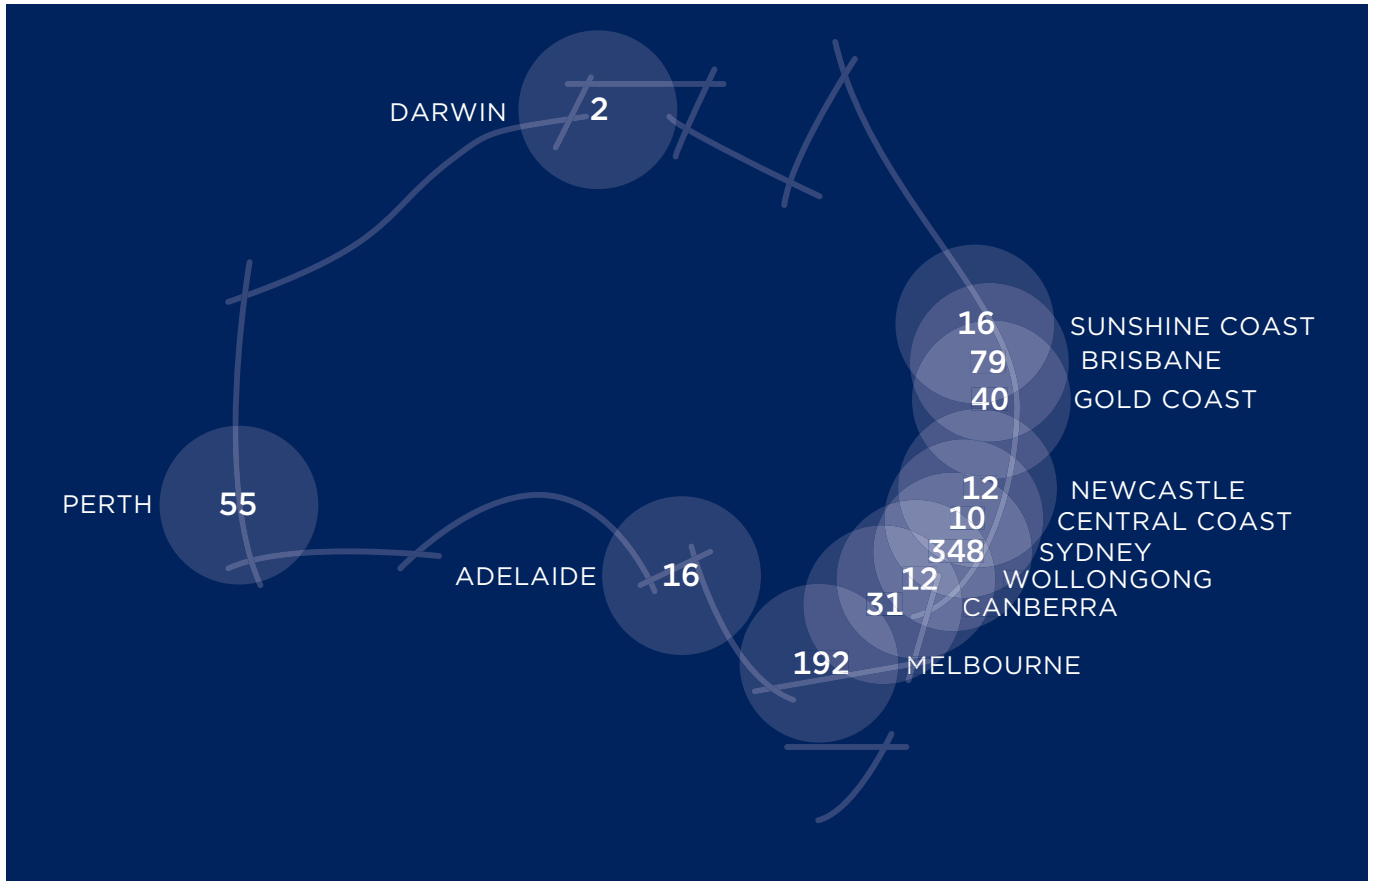 DARWIN 2
16 SUNSHINE COAST
79 BRISBANE
40 GOLD COAST
12 NEWCASTLE
PERTH 55
10 CENTRAL COAST
348 SYDNEY
ADELAIDE 16
12 WOLLONGONG
31 CANBERRA
192 MELBOURNE